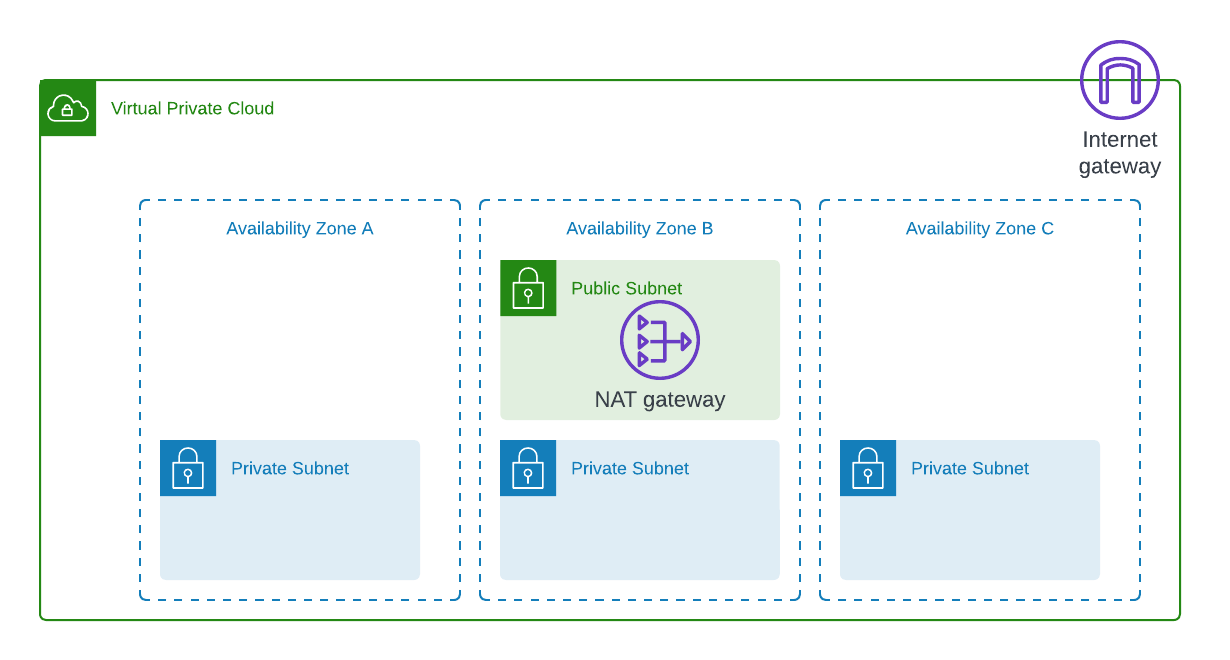 Virtual Private Cloud
Internet
gateway
Availability Zone A
Availability Zone B
Availability Zone C
Public Subnet
NAT gateway
Private Subnet
Private Subnet
Private Subnet